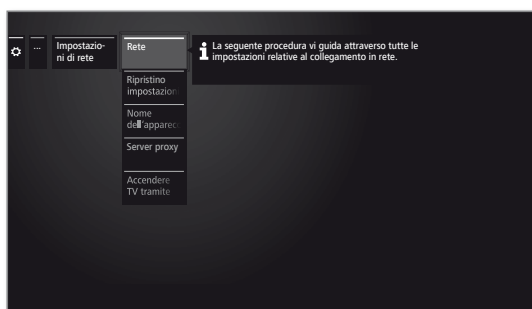 ...
Impostazio-
ni di rete
Rete
La seguente procedura vi guida attraverso tutte le
impostazioni relative al collegamento in rete.
Ripristino
impostazion
Nome
dell'apparecc
Server proxy
Accendere
TV tramite